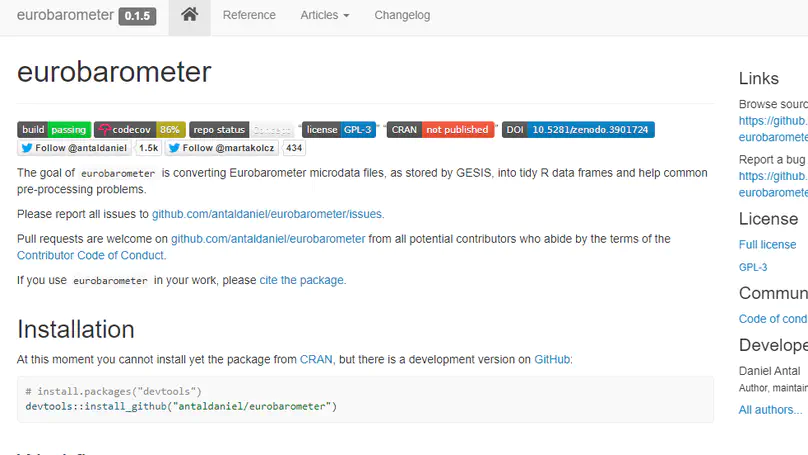 eurobarometer 0.1.5 Reference Articles Changelog
eurobarometer
build passing codecov 86% repo status Concept license GPL-3 CRAN not published DOI 10.5281/zenodo.3901724
Follow @antaldaniel 1.5k Follow @martakolcz 434
The goal of eurobarometer is converting Eurobarometer microdata files, as stored by GESIS, into tidy R data frames and help common
pre-processing problems.
Please report all issues to github.com/antaldaniel/eurobarometer/issues.
Pull requests are welcome on github.com/antaldaniel/eurobarometer from all potential contributors who abide by the terms of the
Contributor Code of Conduct.
If you use eurobarometer in your work, please cite the package.
Installation
At this moment you cannot install yet the package from CRAN, but there is a development version on GitHub:
# install.packages("devtools")
devtools::install_github("antaldaniel/eurobarometer")
Links
Browse sourc
https://github.
eurobaromete
Report a bug
https://github.
eurobaromete
License
Full license
GPL-3
Commun
Code of cond
Develope
Daniel Antal
Author, maintain
All authors...